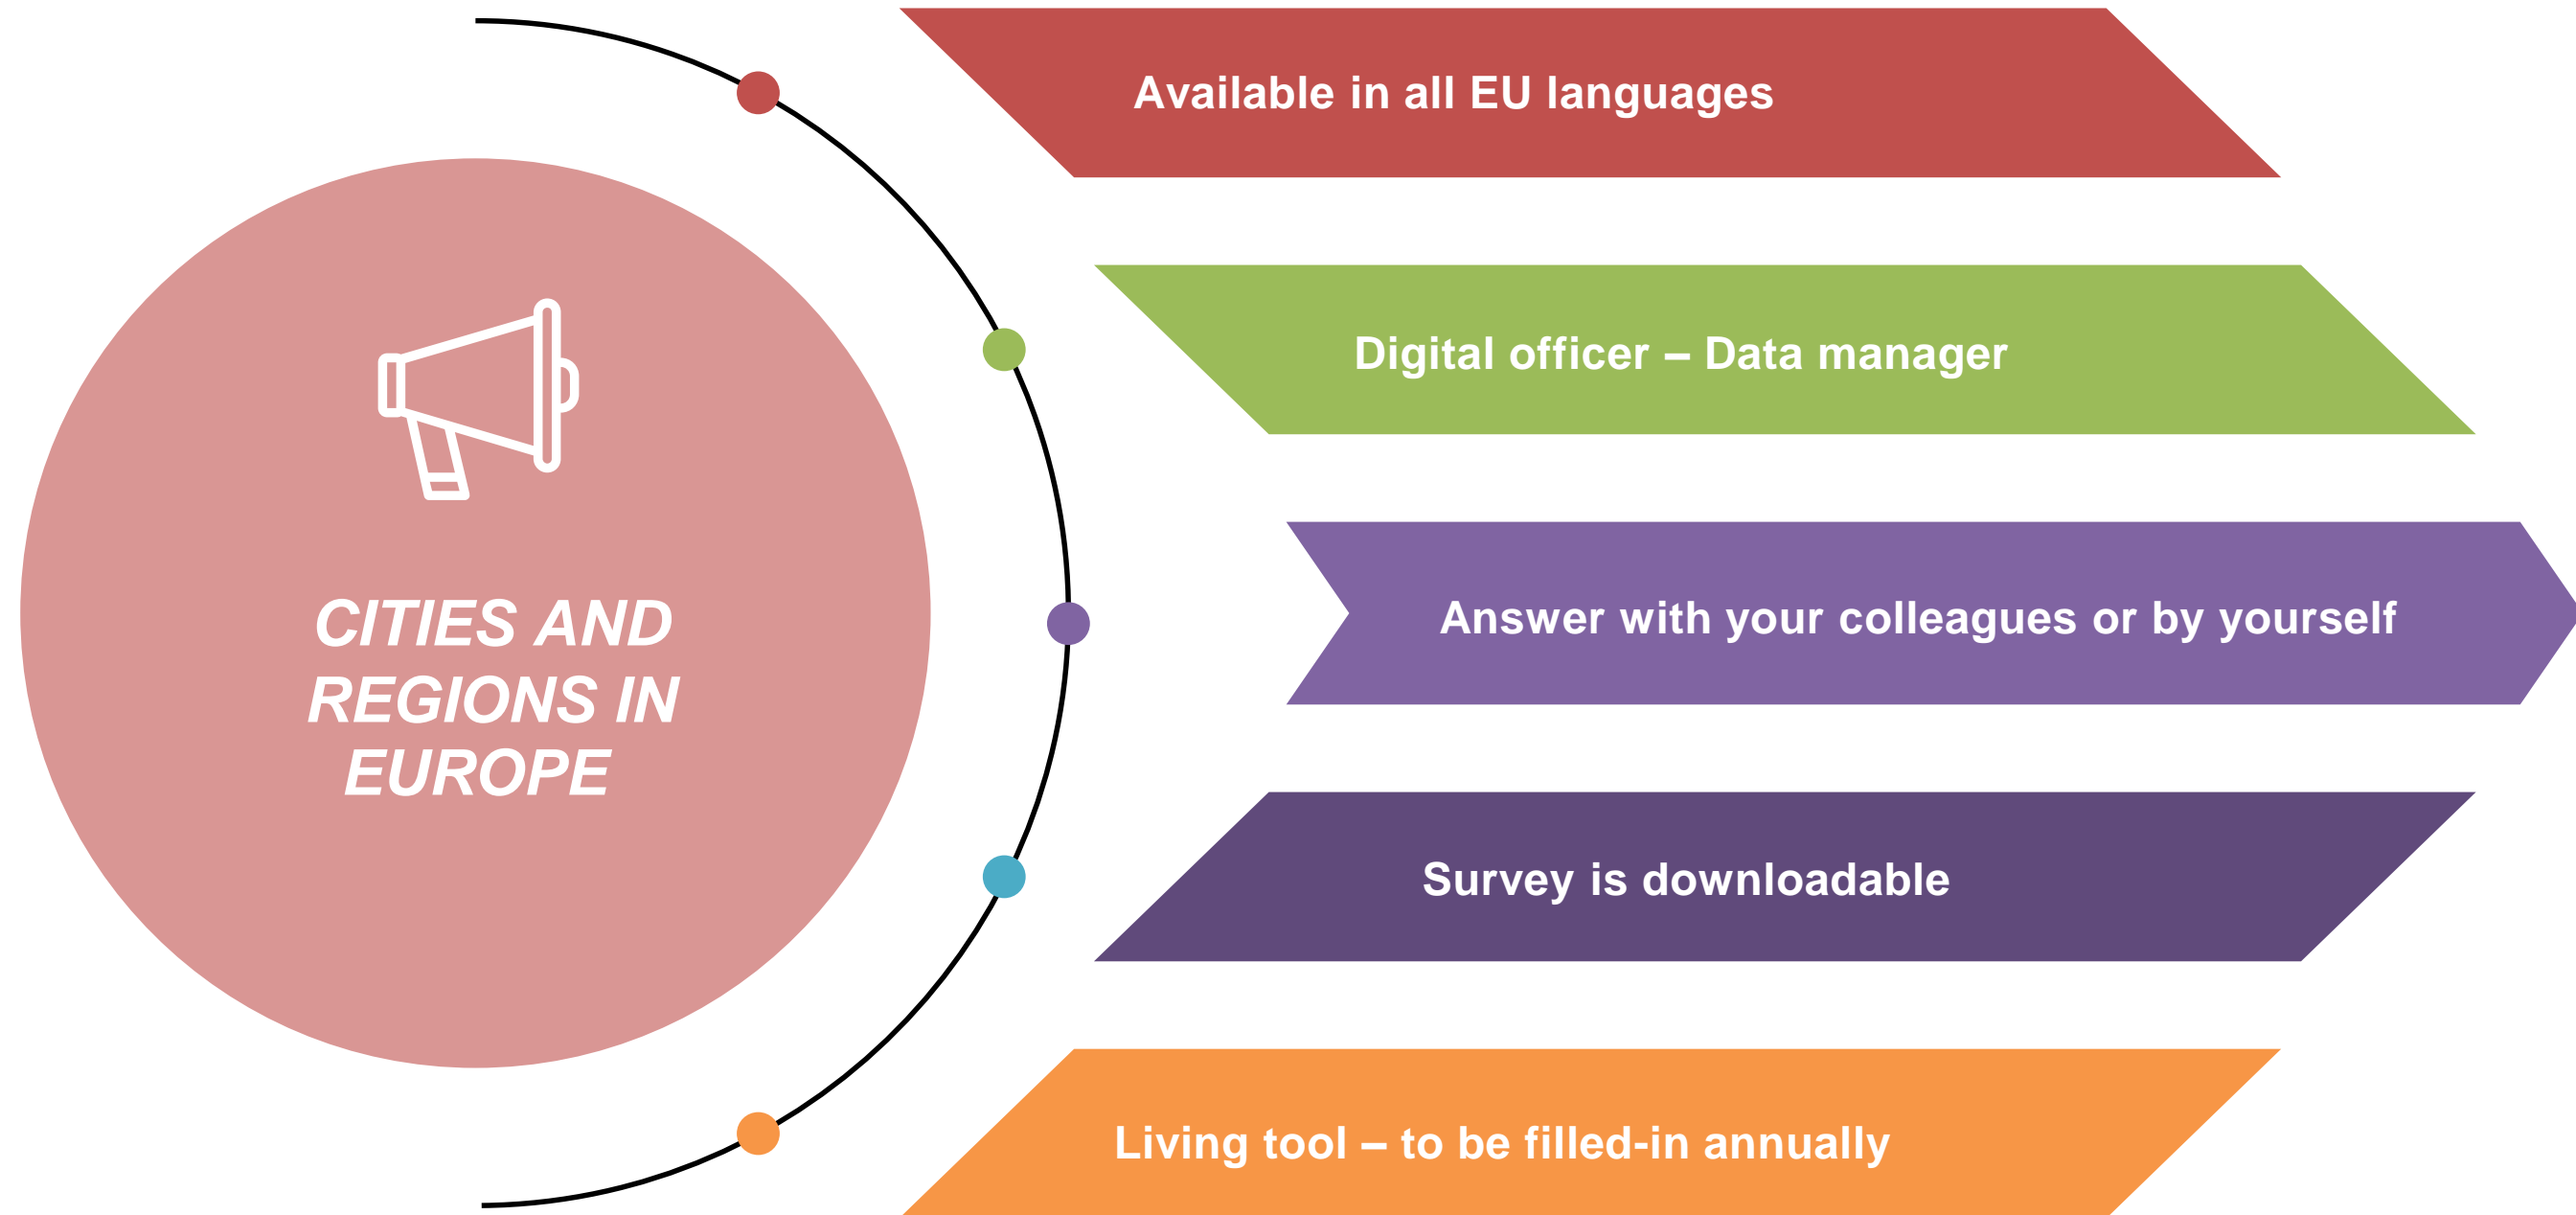 CITIES AND
REGIONS IN
EUROPE
Available in all EU languages
Digital officer – Data manager
Answer with your colleagues or by yourself
Survey is downloadable
Living tool – to be filled-in annually